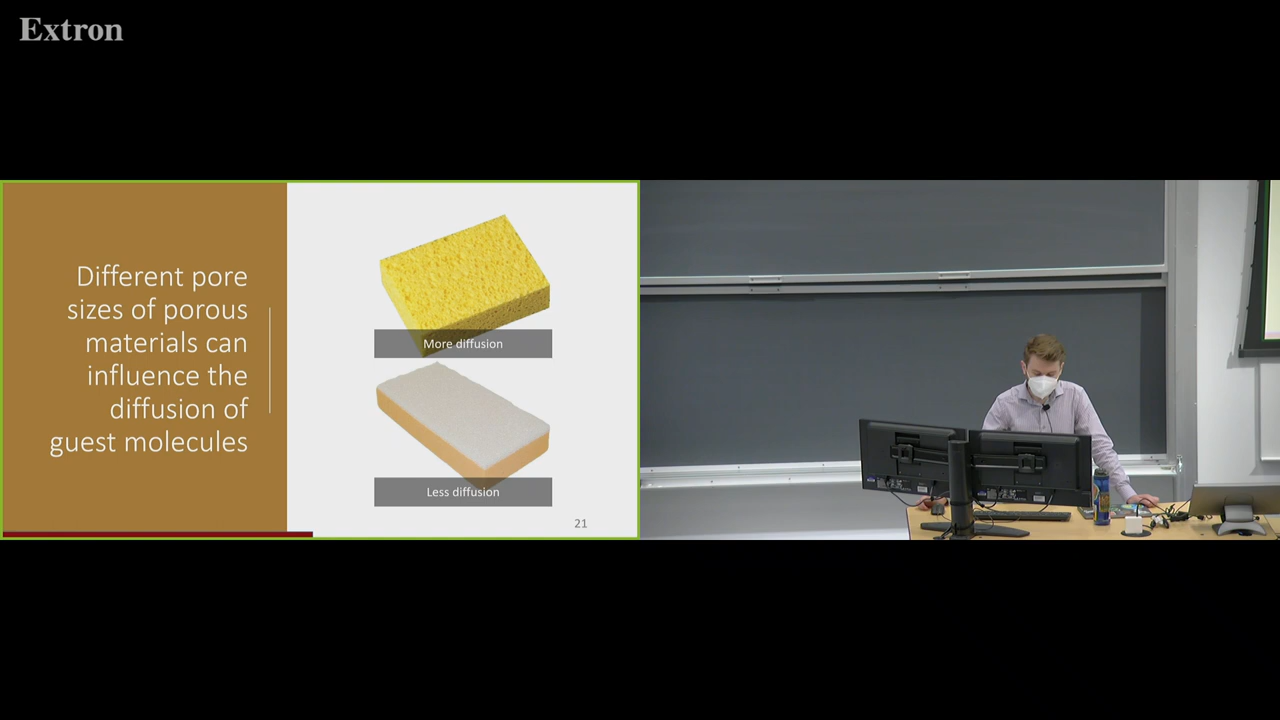 Extron
Different pore
sizes of porous
materials can
influence the
diffusion of
guest molecules
More diffusion
Less diffusion
21